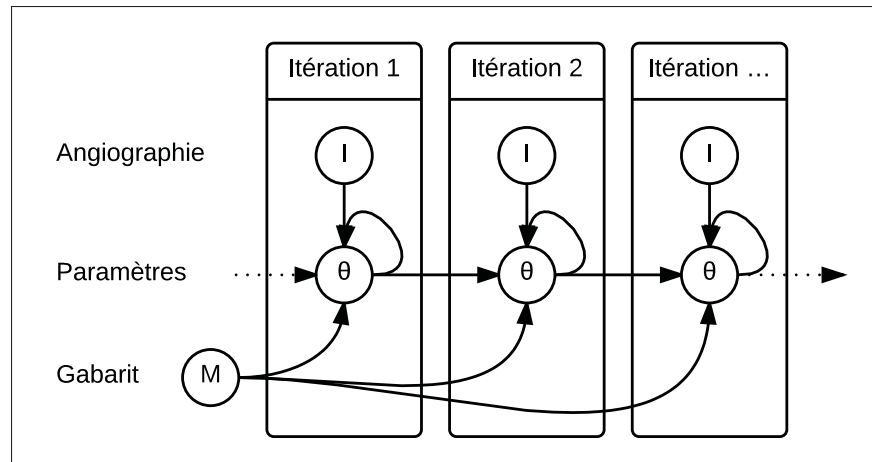 Itération 1
Itération 2
Itération …
Angiographie
I
I
I
Paramètres
θ
θ
θ
Gabarit
M